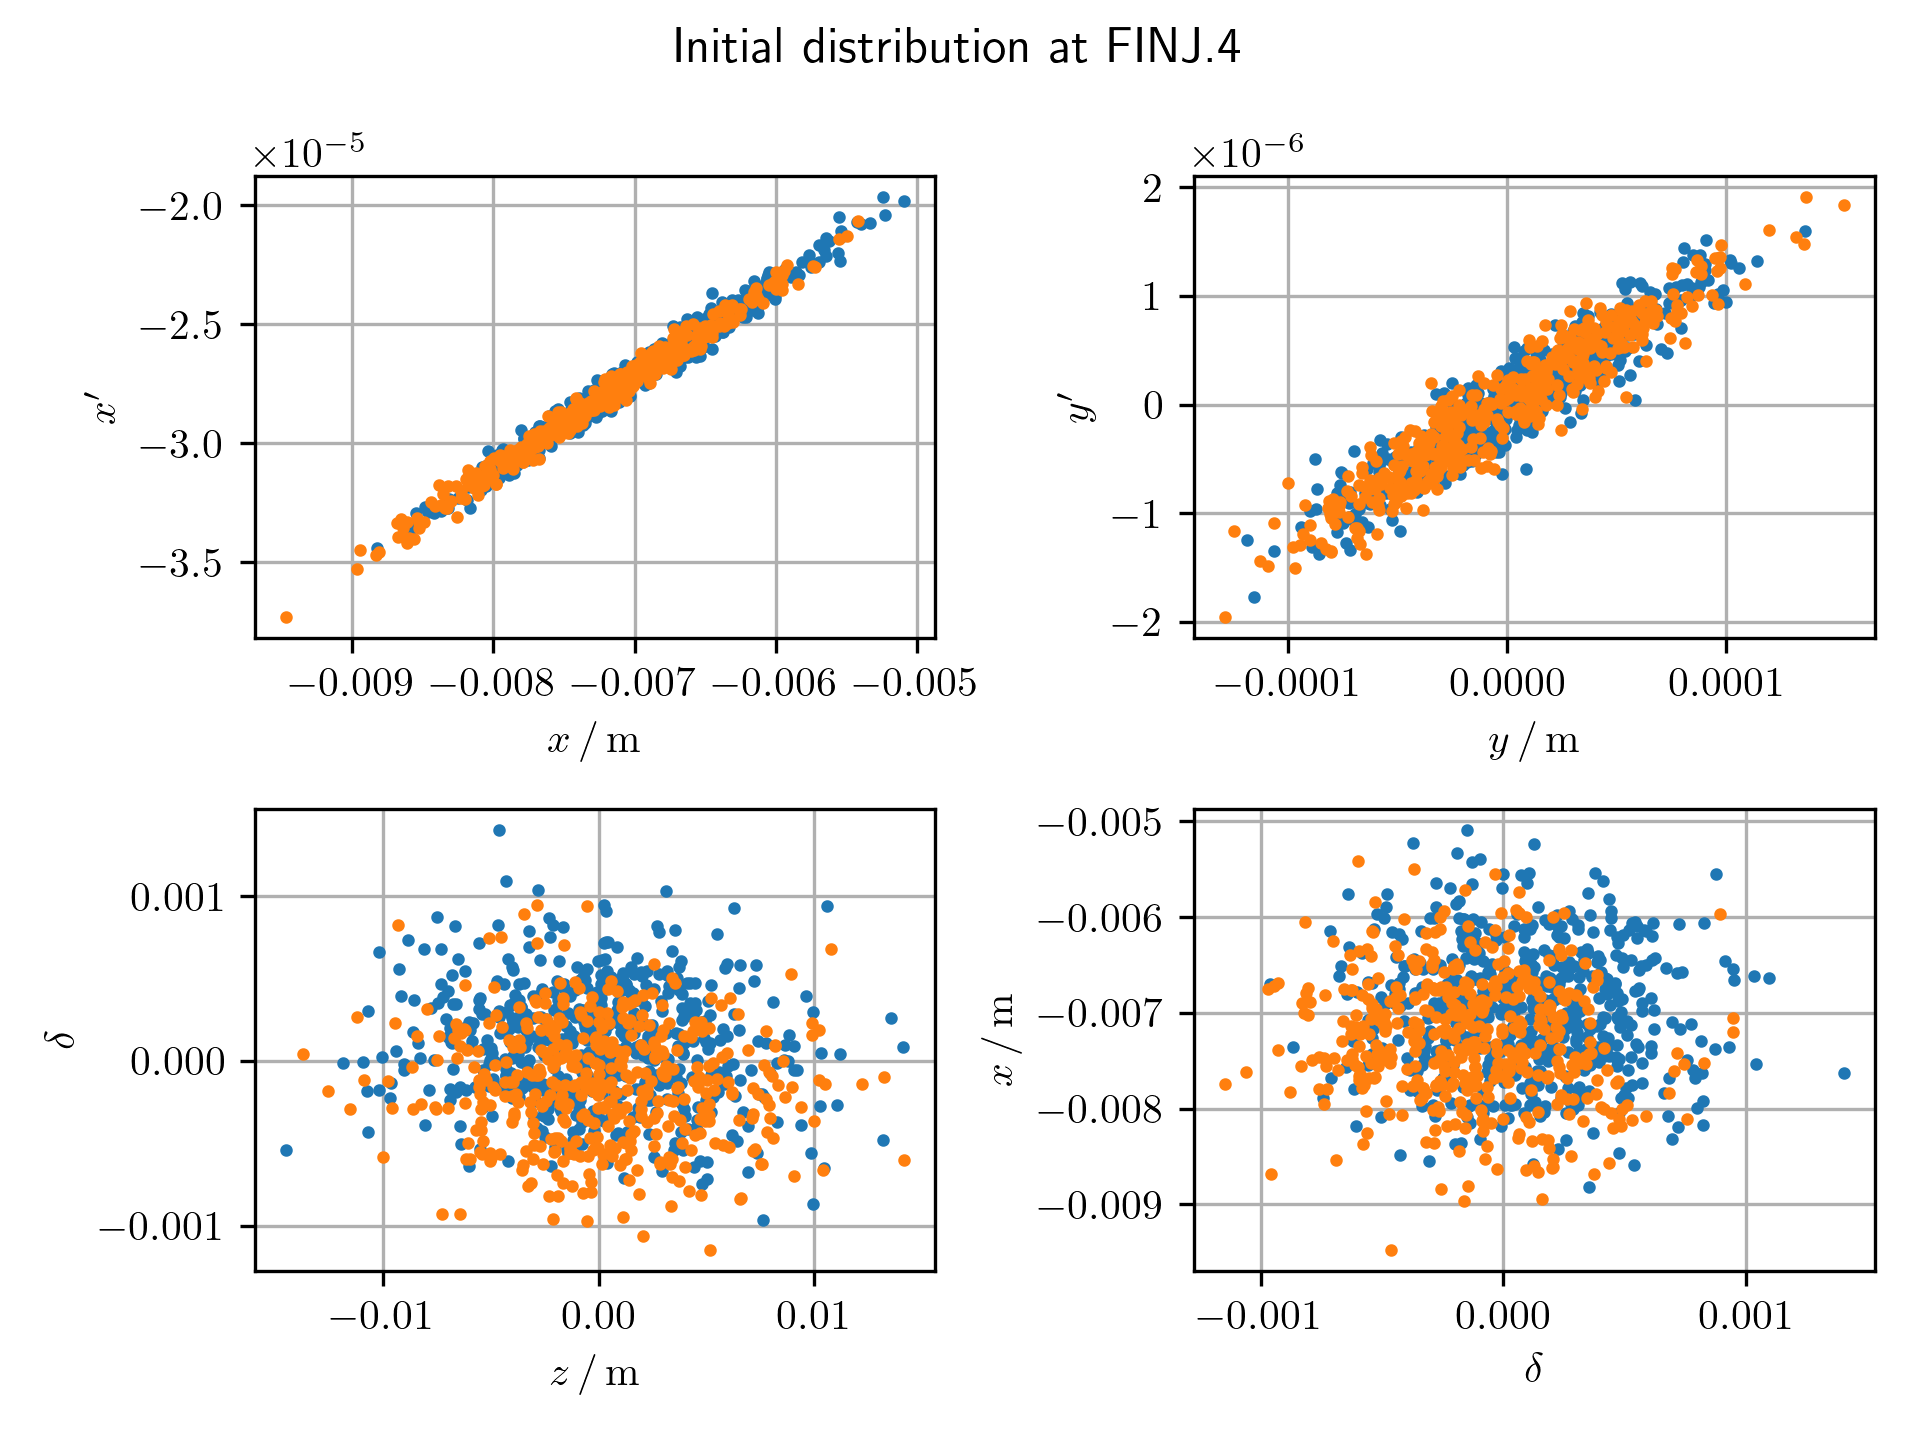 Initial distribution at FINJ.4
×10⁻⁵
−2.0
−2.5
−3.0
−3.5
x′
−0.009 −0.008 −0.007 −0.006 −0.005
x / m
×10⁻⁶
2
1
0
−1
−2
y′
−0.0001 0.0000 0.0001
y / m
0.001
0.000
−0.001
δ
−0.01 0.00 0.01
z / m
−0.005
−0.006
−0.007
−0.008
−0.009
x / m
−0.001 0.000 0.001
δ